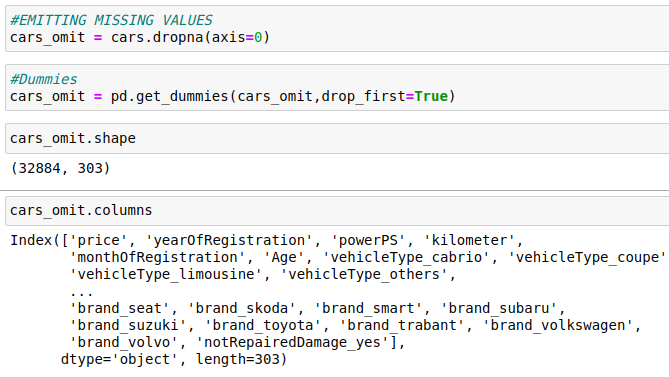 #EMITTING MISSING VALUES
cars_omit = cars.dropna(axis=0)
#Dummies
cars_omit = pd.get_dummies(cars_omit,drop_first=True)
cars_omit.shape
(32884, 303)
cars_omit.columns
Index(['price', 'yearOfRegistration', 'powerPS', 'kilometer',
'monthOfRegistration', 'Age', 'vehicleType_cabrio', 'vehicleType_coupe'
'vehicleType_limousine', 'vehicleType_others',
...
'brand_seat', 'brand_skoda', 'brand_smart', 'brand_subaru',
'brand_suzuki', 'brand_toyota', 'brand_trabant', 'brand_volkswagen',
'brand_volvo', 'notRepairedDamage_yes'],
dtype='object', length=303)